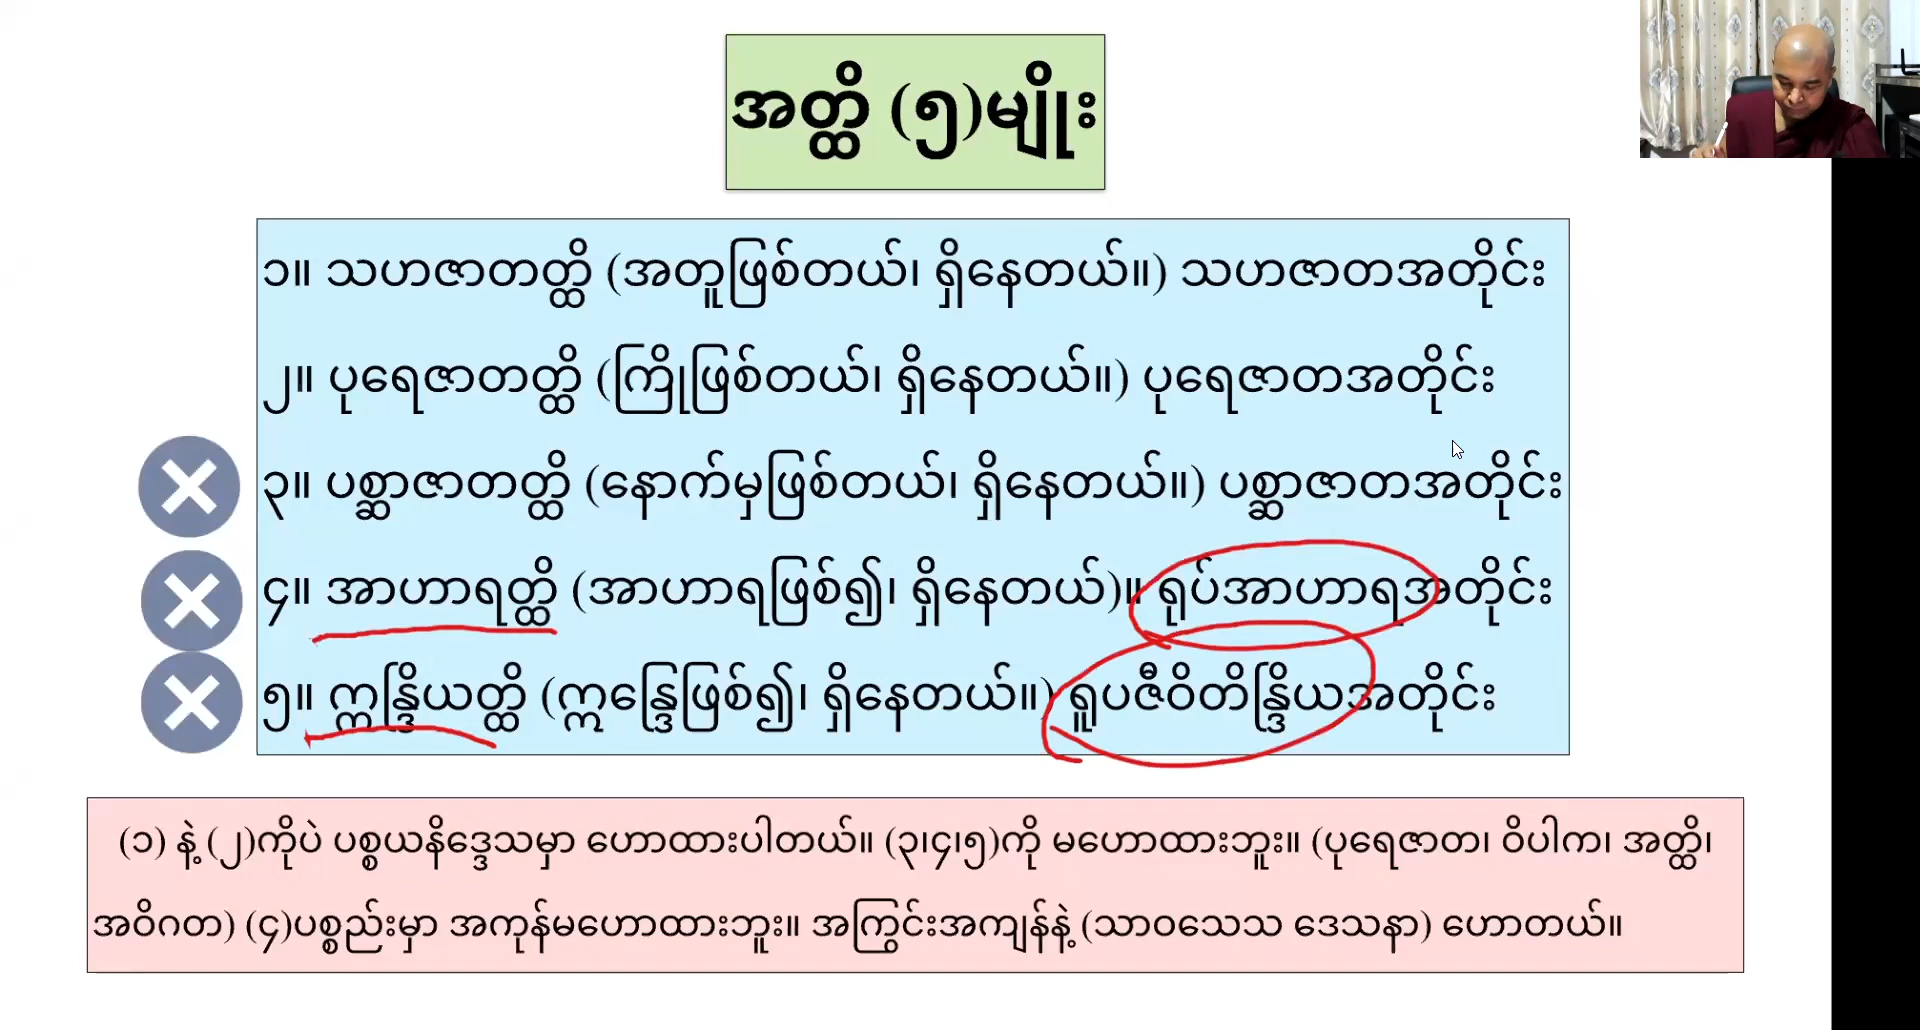 အတ္ထိ (၅)မျိုး
၁။ သဟဇာတတ္ထိ (အတူဖြစ်တယ်၊ ရှိနေတယ်။) သဟဇာတအတိုင်း
၂။ ပုရေဇာတတ္ထိ (ကြိုဖြစ်တယ်၊ ရှိနေတယ်။) ပုရေဇာတအတိုင်း
၃။ ပစ္ဆာဇာတတ္ထိ (နောက်မှဖြစ်တယ်၊ ရှိနေတယ်။) ပစ္ဆာဇာတအတိုင်း
၄။ အာဟာရတ္ထိ (အာဟာရဖြစ်၍၊ ရှိနေတယ်)။ ရုပ်အာဟာရအတိုင်း
၅။ ဣန္ဒြိယတ္ထိ (ဣန္ဒြေဖြစ်၍၊ ရှိနေတယ်။) ရူပဇီဝိတိန္ဒြိယအတိုင်း
(၁) နဲ့ (၂)ကိုပဲ ပစ္စယနိဒ္ဒေသမှာ ဟောထားပါတယ်။ (၃၊၄၊၅)ကို မဟောထားဘူး။ (ပုရေဇာတ၊ ဝိပါက၊ အတ္ထိ၊
အဝိဂတ) (၄)ပစ္စည်းမှာ အကုန်မဟောထားဘူး။ အကြွင်းအကျန်နဲ့ (သာဝသေသ ဒေသနာ) ဟောတယ်။